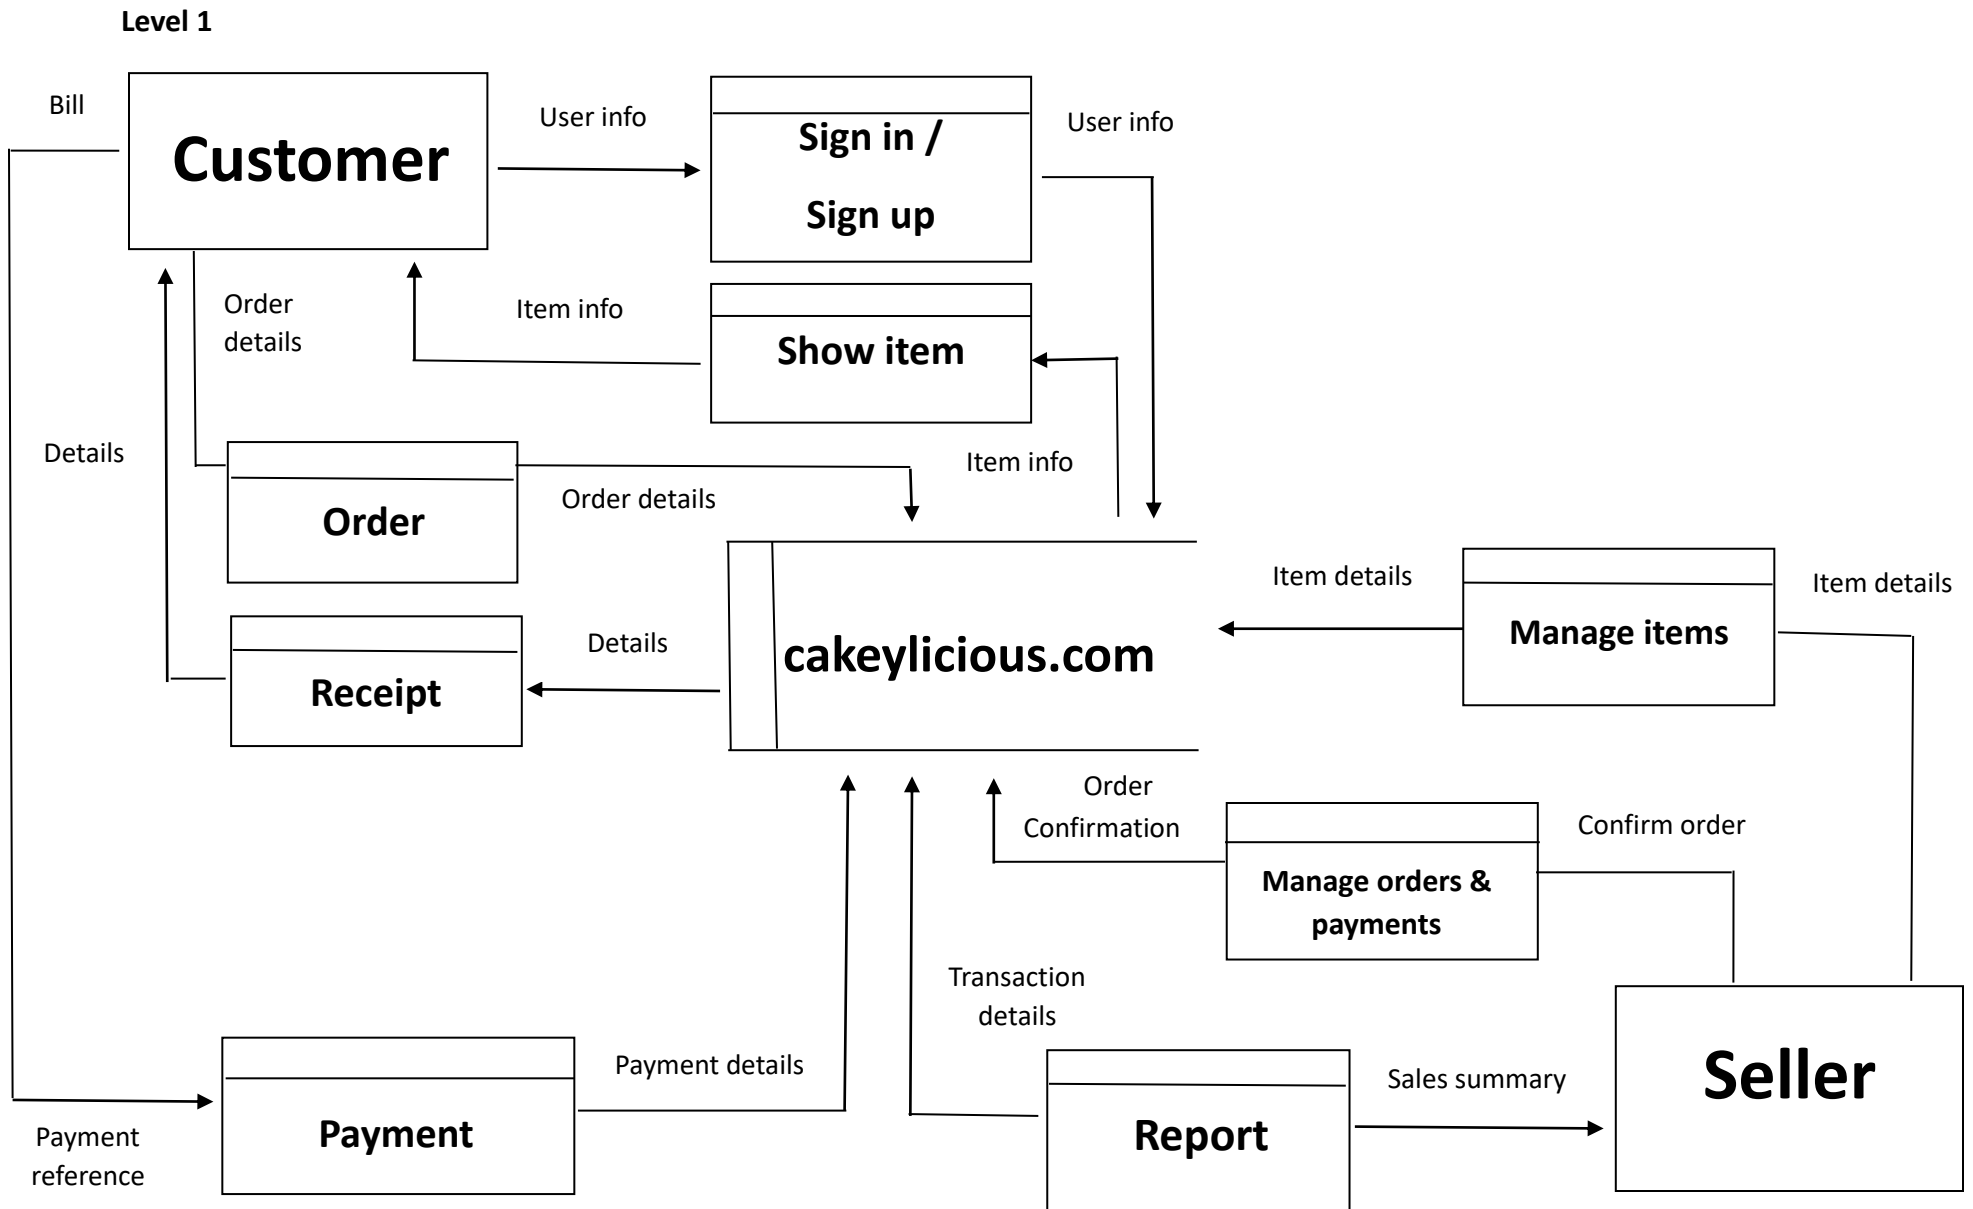 Level 1
Bill
Customer
User info
Sign in /
Sign up
User info
Order
details
Item info
Show item
Details
Order
Order details
Item info
Receipt
Details
cakeylicious.com
Item details
Manage items
Item details
Order
Confirmation
Manage orders &
payments
Confirm order
Transaction
details
Payment
reference
Payment
Payment details
Report
Sales summary
Seller